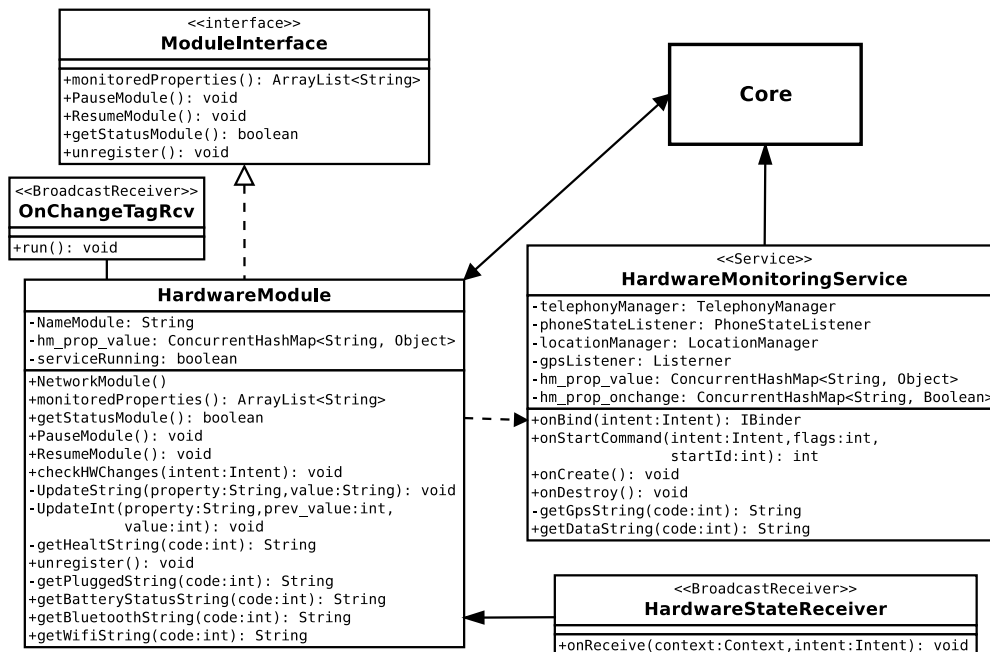 <<interface>>
ModuleInterface
+monitoredProperties(): ArrayList<String>
+PauseModule(): void
+ResumeModule(): void
+getStatusModule(): boolean
+unregister(): void
Core
<<BroadcastReceiver>>
OnChangeTagRcv
+run(): void
HardwareModule
-NameModule: String
-hm_prop_value: ConcurrentHashMap<String, Object>
-serviceRunning: boolean
+NetworkModule()
+monitoredProperties(): ArrayList<String>
+getStatusModule(): boolean
+PauseModule(): void
+ResumeModule(): void
+checkHWChanges(intent:Intent): void
-UpdateString(property:String,value:String): void
-UpdateInt(property:String,prev_value:int,
value:int): void
-getHealtString(code:int): String
+unregister(): void
-getPluggedString(code:int): String
+getBatteryStatusString(code:int): String
+getBluetoothString(code:int): String
+getWifiString(code:int): String
<<Service>>
HardwareMonitoringService
-telephonyManager: TelephonyManager
-phoneStateListener: PhoneStateListener
-locationManager: LocationManager
-gpsListener: Listerner
-hm_prop_value: ConcurrentHashMap<String, Object>
-hm_prop_onchange: ConcurrentHashMap<String, Boolean>
+onBind(intent:Intent): IBinder
+onStartCommand(intent:Intent,flags:int,
startId:int): int
+onCreate(): void
+onDestroy(): void
-getGpsString(code:int): String
+getDataString(code:int): String
<<BroadcastReceiver>>
HardwareStateReceiver
+onReceive(context:Context,intent:Intent): void